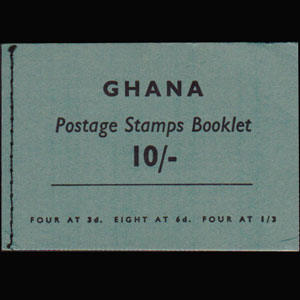 GHANA
Postage Stamps Booklet
10/-
FOUR AT 3d. EIGHT AT 6d. FOUR AT 1/3